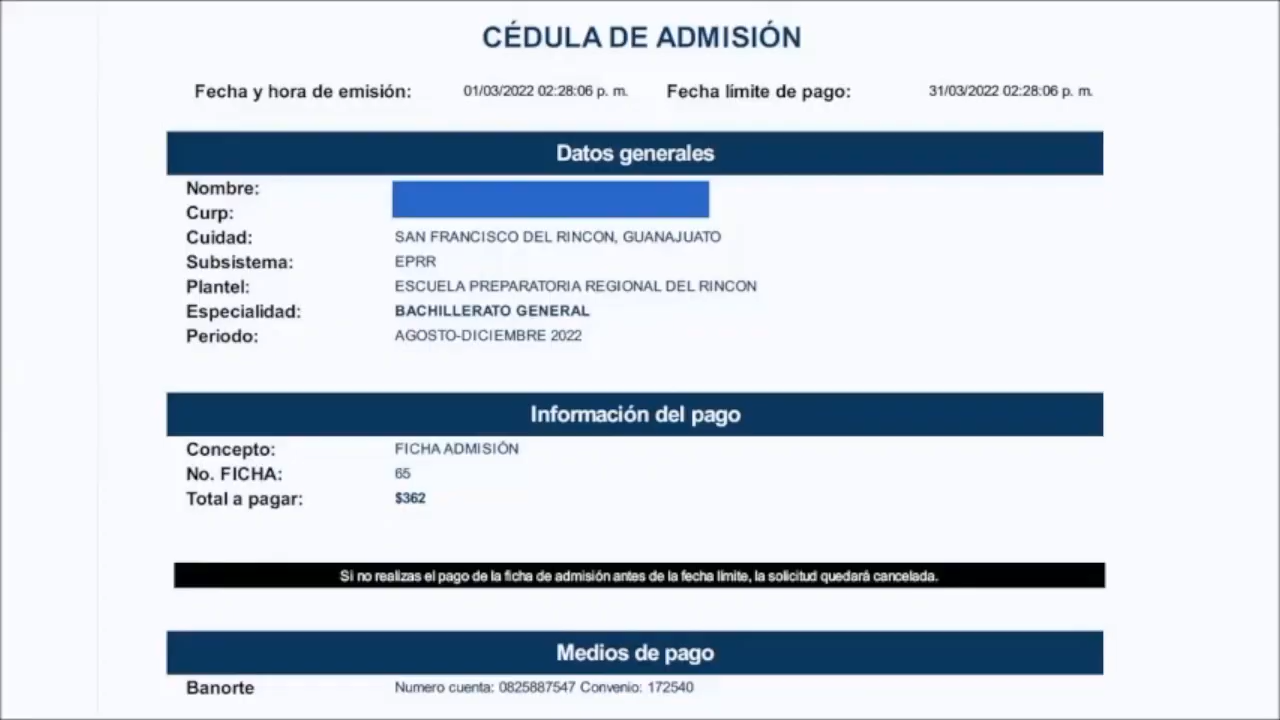 CÉDULA DE ADMISIÓN
Fecha y hora de emisión: 01/03/2022 02:28:06 p. m. Fecha límite de pago: 31/03/2022 02:28:06 p. m.
Datos generales
Nombre:
Curp:
Cuidad: SAN FRANCISCO DEL RINCON, GUANAJUATO
Subsistema: EPRR
Plantel: ESCUELA PREPARATORIA REGIONAL DEL RINCON
Especialidad: BACHILLERATO GENERAL
Periodo: AGOSTO-DICIEMBRE 2022
Información del pago
Concepto: FICHA ADMISIÓN
No. FICHA: 65
Total a pagar: $362
Si no realizas el pago de la ficha de admisión antes de la fecha límite, la solicitud quedará cancelada.
Medios de pago
Banorte Numero cuenta: 0825887547 Convenio: 172540